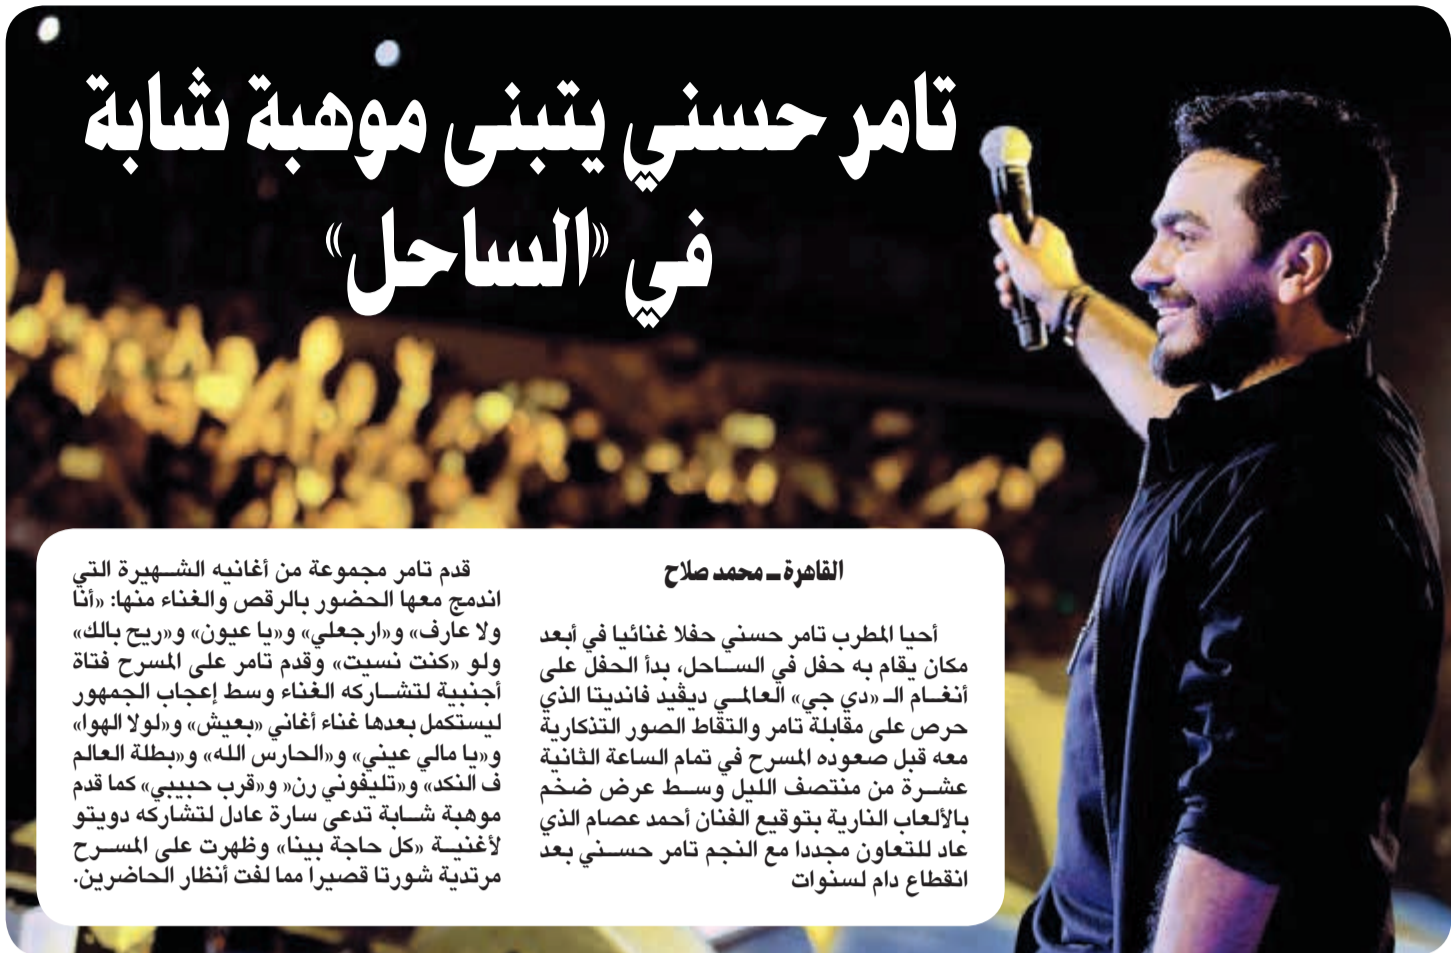 تامر حسني يتبنى موهبة شابة
في «الساحل»
القاهرة ــ محمد صلاح
أحيا المطرب تامر حسني حفلا غنائيا في أبعد
مكان يقام به حفل في الساحل، بدأ الحفل على
أنغام الـ «دي جي» العالمي ديڤيد فانديتا الذي
حرص على مقابلة تامر والتقاط الصور التذكارية
معه قبل صعوده المسرح في تمام الساعة الثانية
عشرة من منتصف الليل وسط عرض ضخم
بالألعاب النارية بتوقيع الفنان أحمد عصام الذي
عاد للتعاون مجددا مع النجم تامر حسني بعد
انقطاع دام لسنوات
قدم تامر مجموعة من أغانيه الشهيرة التي
اندمج معها الحضور بالرقص والغناء منها: «أنا
ولا عارف» و«ارجعلي» و«يا عيون» و«ريح بالك»
ولو «كنت نسيت» وقدم تامر على المسرح فتاة
أجنبية لتشاركه الغناء وسط إعجاب الجمهور
ليستكمل بعدها غناء أغاني «بعيش» و«لولا الهوا»
و«يا مالي عيني» و«الحارس الله» و«بطلة العالم
ف النكد» و«تليفوني رن» و«قرب حبيبي» كما قدم
موهبة شابة تدعى سارة عادل لتشاركه دويتو
لأغنية «كل حاجة بينا» وظهرت على المسرح
مرتدية شورتا قصيرا مما لفت أنظار الحاضرين.